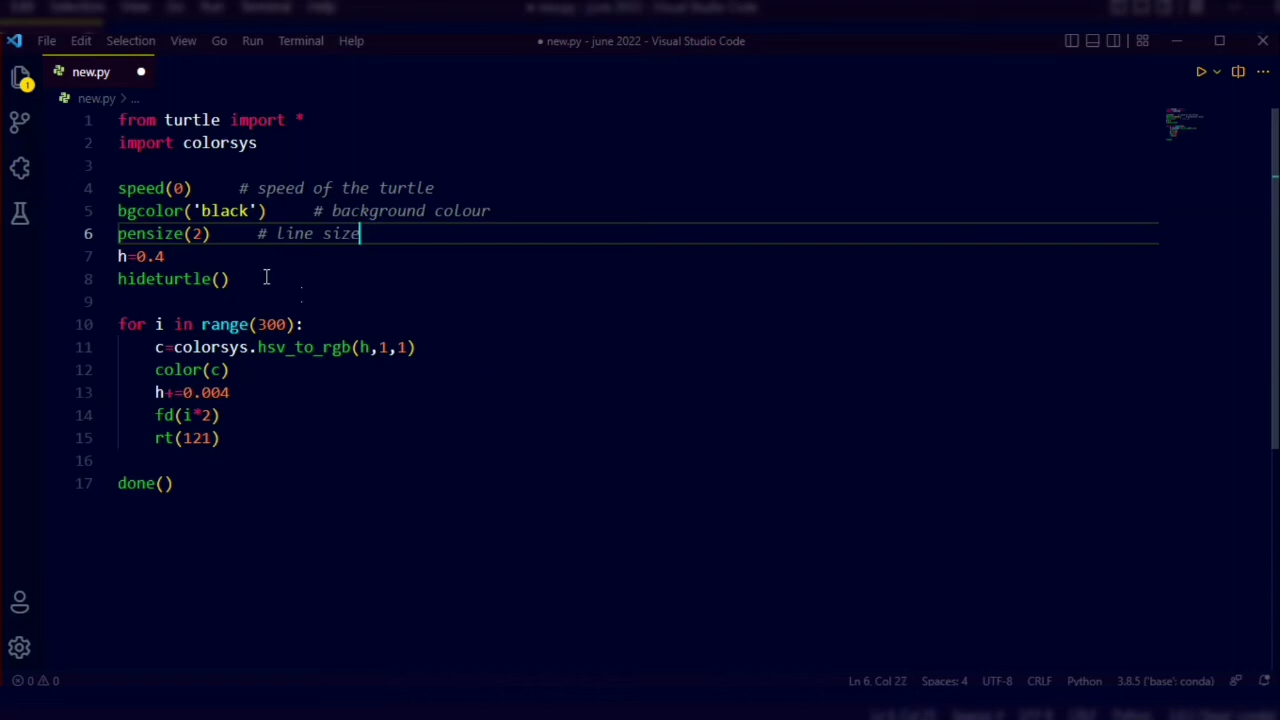 File Edit Selection View Go Run Terminal Help ● new.py - june 2022 - Visual Studio Code
new.py ●
1
new.py > ...
1 from turtle import *
2 import colorsys
3
4 speed(0) # speed of the turtle
5 bgcolor('black') # background colour
6 pensize(2) # line size
7 h=0.4
8 hideturtle()
9
10 for i in range(300):
11 c=colorsys.hsv_to_rgb(h,1,1)
12 color(c)
13 h+=0.004
14 fd(i*2)
15 rt(121)
16
17 done()
0 0 Spaces: 4 UTF-8 CRLF Python 3.8.5 ('base': conda)